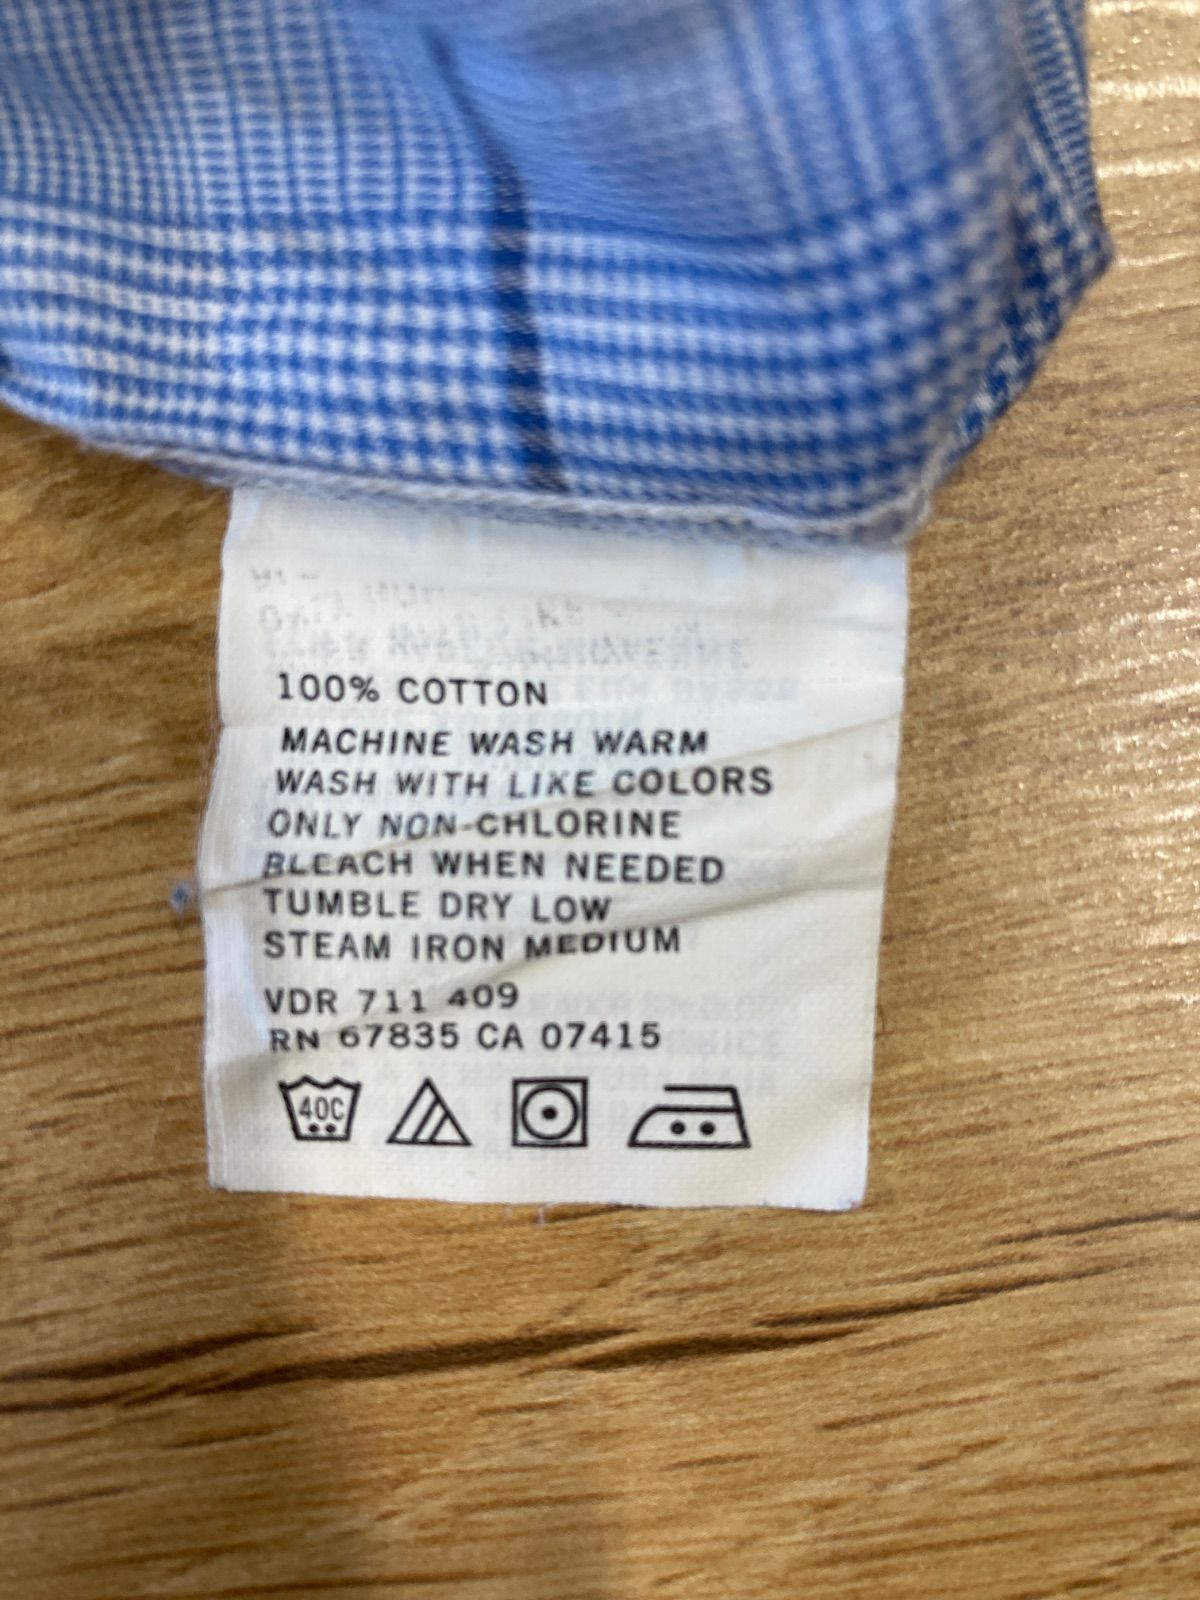 100% COTTON
MACHINE WASH WARM
WASH WITH LIKE COLORS
ONLY NON-CHLORINE
BLEACH WHEN NEEDED
TUMBLE DRY LOW
STEAM IRON MEDIUM
VDR 711 409
RN 67835 CA 07415
40C